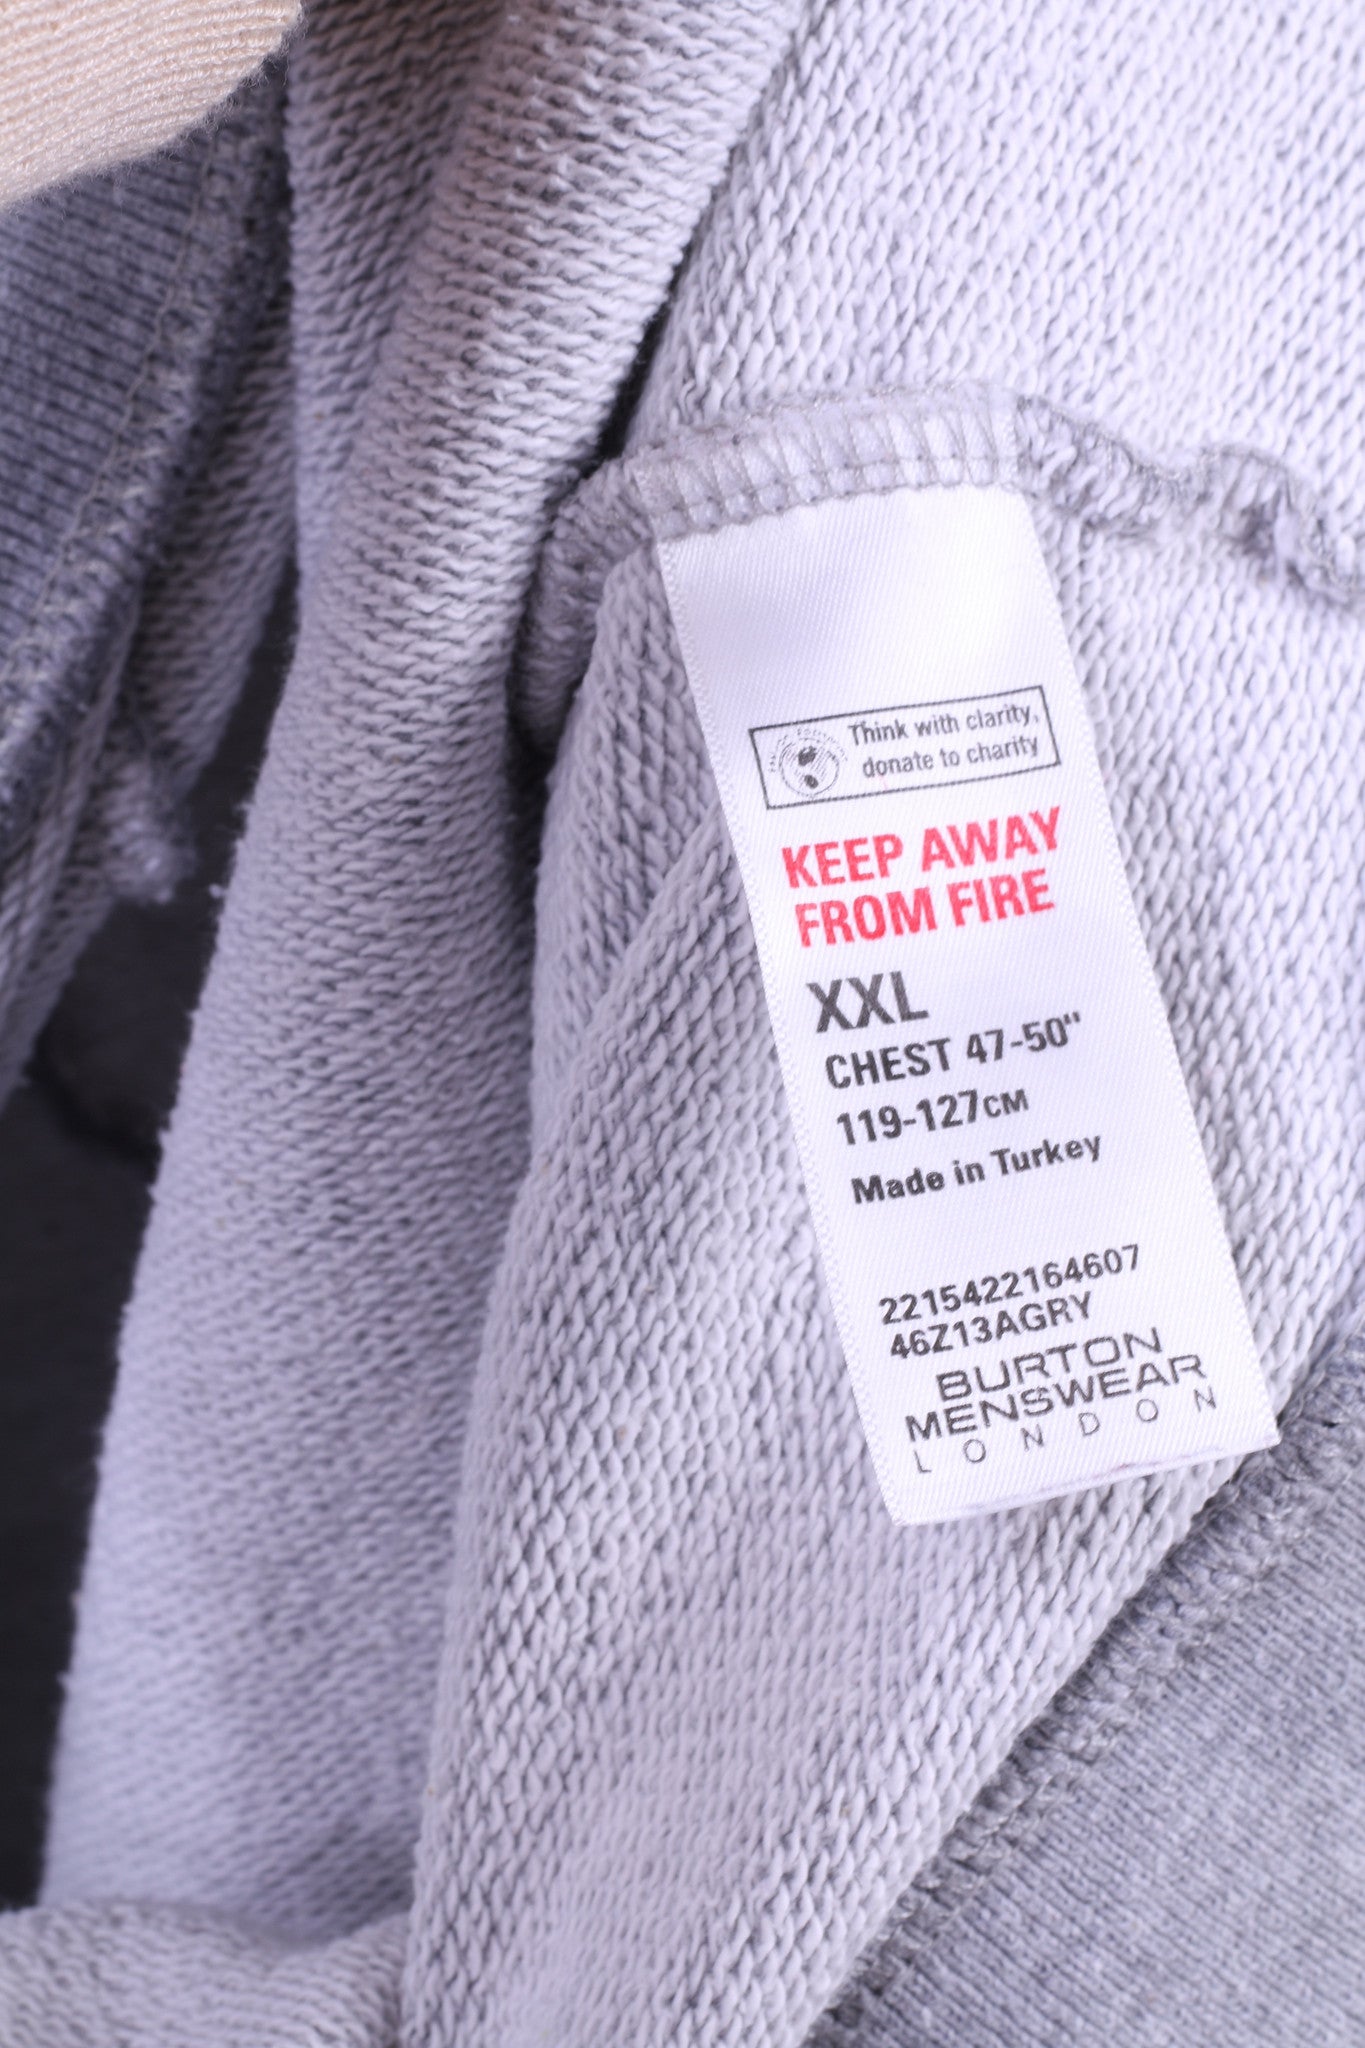 Think with clarity,
donate to charity
KEEP AWAY
FROM FIRE
XXL
CHEST 47-50"
119-127CM
Made in Turkey
2215422164607
46Z13AGRY
BURTON
MENSWEAR
LONDON